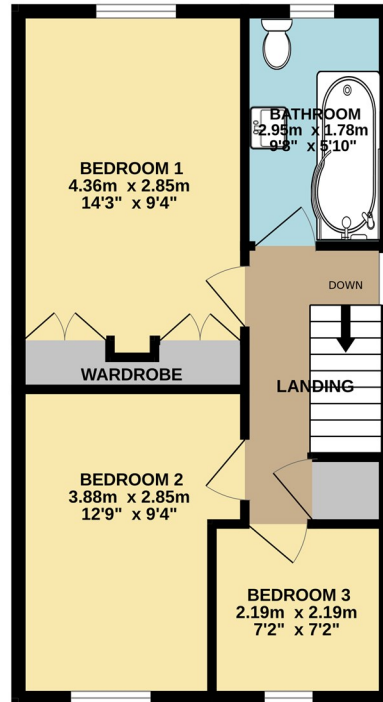 BATHROOM
2.95m x 1.78m
9'8" x 5'10"
BEDROOM 1
4.36m x 2.85m
14'3" x 9'4"
DOWN
WARDROBE
LANDING
BEDROOM 2
3.88m x 2.85m
12'9" x 9'4"
BEDROOM 3
2.19m x 2.19m
7'2" x 7'2"